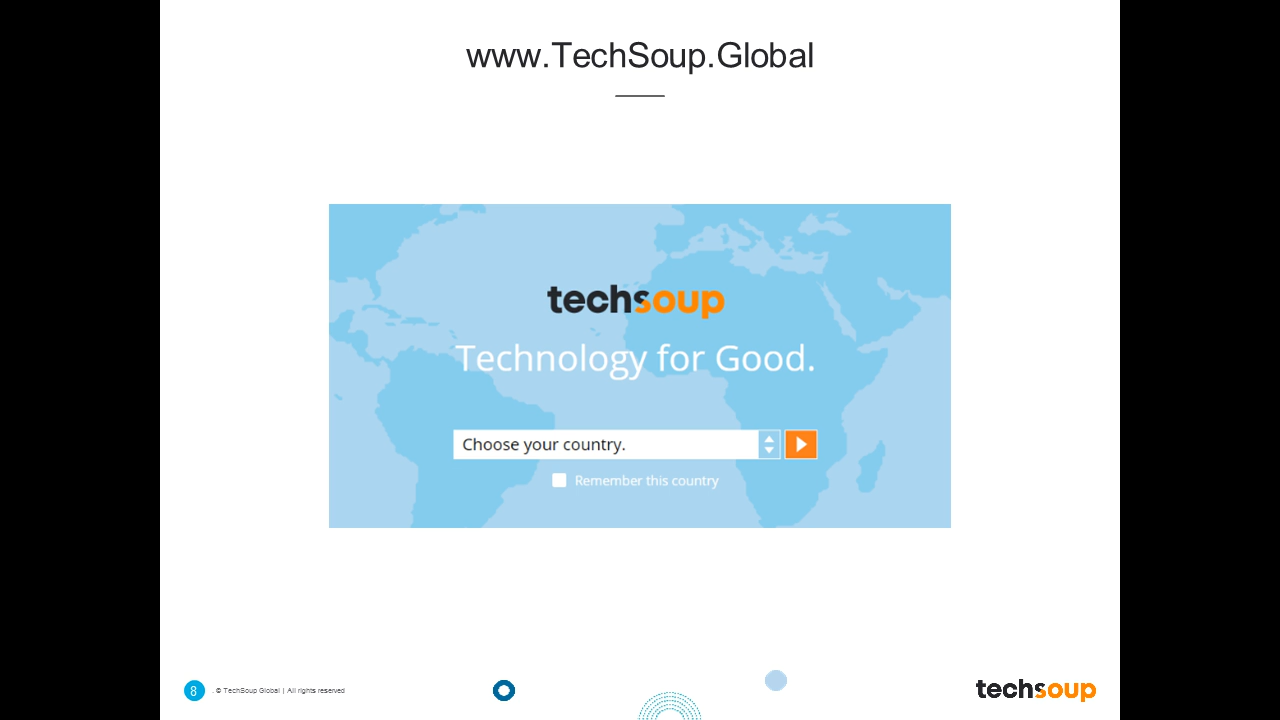 www.TechSoup.Global
techsoup
Technology for Good.
Choose your country.
Remember this country
8 . © TechSoup Global | All rights reserved
techsoup